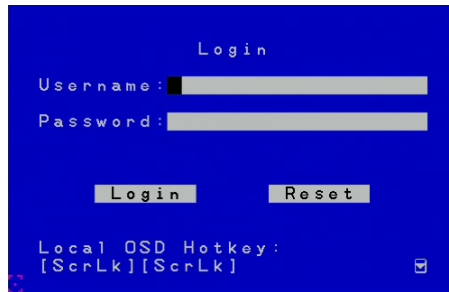 Login
Username:
Password:
Login Reset
Local OSD Hotkey:
[ScrLk][ScrLk]